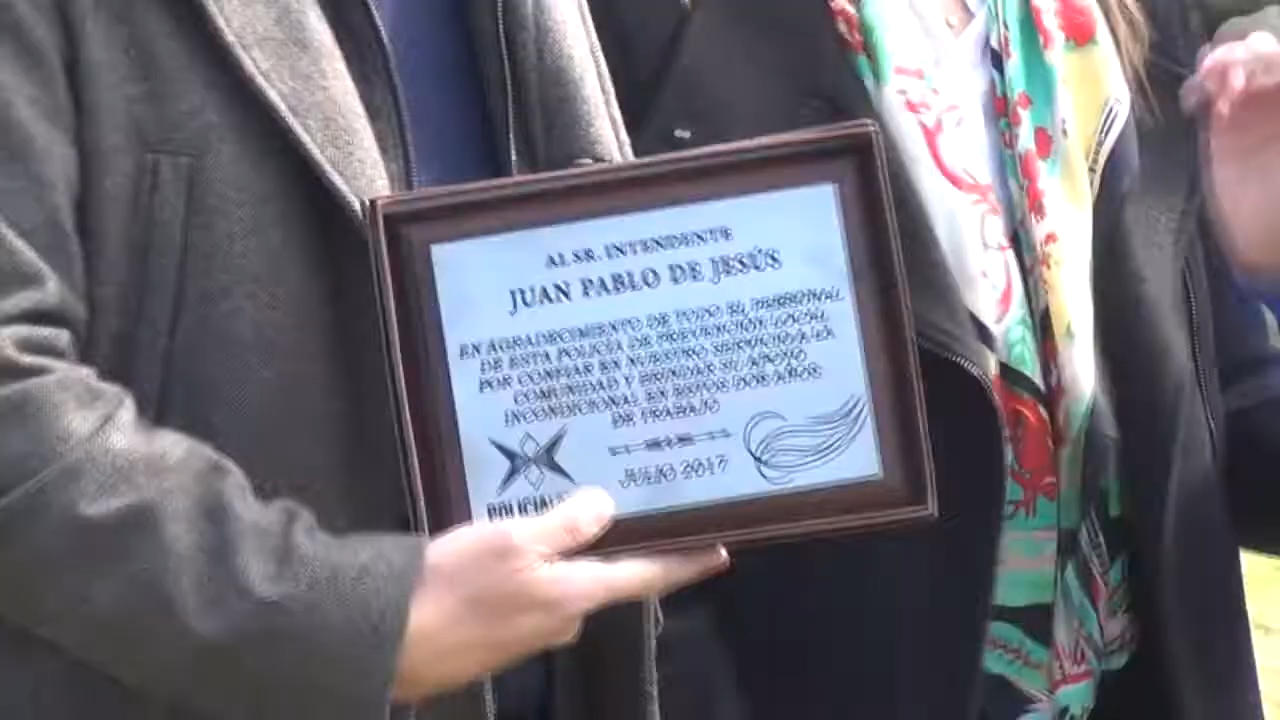 AL SR. INTENDENTE
JUAN PABLO DE JESÚS
EN AGRADECIMIENTO DE TODO EL PERSONAL
DE ESTA POLICIA DE PREVENCIÓN LOCAL
POR CONFIAR EN NUESTRO SERVICIO A LA
COMUNIDAD Y BRINDAR SU APOYO
INCONDICIONAL EN ESTOS DOS AÑOS
DE TRABAJO
JULIO 2017